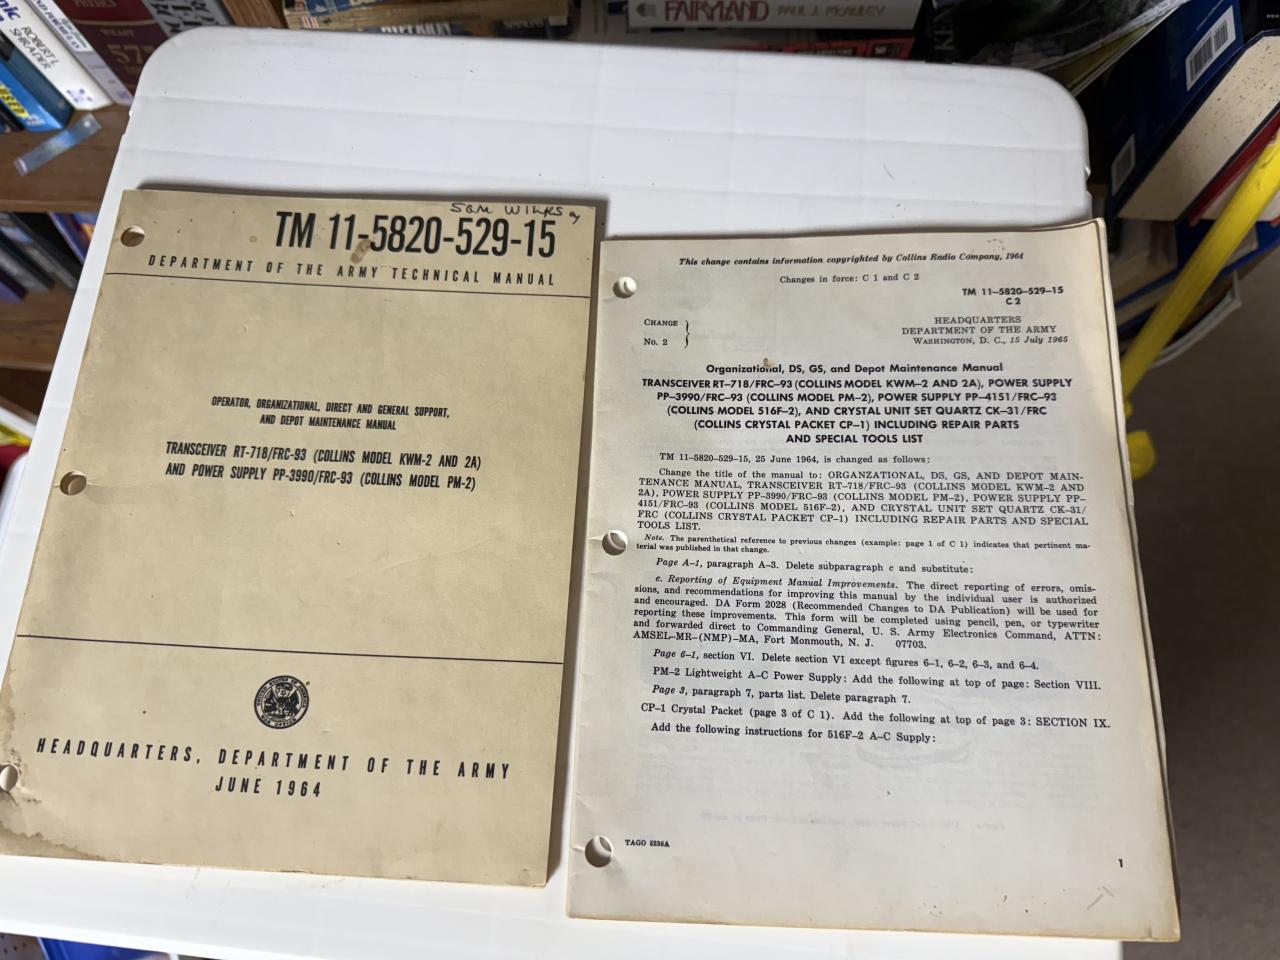 FAIRYLAND PAUL J. McAULEY
ROBERT L.
SHRADER
57
SAM
TM 11-5820-529-15
DEPARTMENT OF THE ARMY TECHNICAL MANUAL
OPERATOR, ORGANIZATIONAL, DIRECT AND GENERAL SUPPORT,
AND DEPOT MAINTENANCE MANUAL
TRANSCEIVER RT-718/FRC-93 (COLLINS MODEL KWM-2 AND 2A)
AND POWER SUPPLY PP-3990/FRC-93 (COLLINS MODEL PM-2)
HEADQUARTERS, DEPARTMENT OF THE ARMY
JUNE 1964
This change contains information copyrighted by Collins Radio Company, 1964
Changes in force: C 1 and C 2
TM 11–5820–529–15
C 2
CHANGE
No. 2
HEADQUARTERS
DEPARTMENT OF THE ARMY
WASHINGTON, D. C., 15 July 1965
Organizational, DS, GS, and Depot Maintenance Manual
TRANSCEIVER RT–718/FRC–93 (COLLINS MODEL KWM–2 AND 2A), POWER SUPPLY
PP–3990/FRC–93 (COLLINS MODEL PM–2), POWER SUPPLY PP–4151/FRC–93
(COLLINS MODEL 516F–2), AND CRYSTAL UNIT SET QUARTZ CK–31/FRC
(COLLINS CRYSTAL PACKET CP–1) INCLUDING REPAIR PARTS
AND SPECIAL TOOLS LIST
TM 11–5820–529–15, 25 June 1964, is changed as follows:
Change the title of the manual to: ORGANZATIONAL, DS, GS, AND DEPOT MAIN-
TENANCE MANUAL, TRANSCEIVER RT–718/FRC–93 (COLLINS MODEL KWM–2 AND
2A), POWER SUPPLY PP–3990/FRC–93 (COLLINS MODEL PM–2), POWER SUPPLY PP–
4151/FRC–93 (COLLINS MODEL 516F–2), AND CRYSTAL UNIT SET QUARTZ CK–31/
FRC (COLLINS CRYSTAL PACKET CP–1) INCLUDING REPAIR PARTS AND SPECIAL
TOOLS LIST.
Note. The parenthetical reference to previous changes (example: page 1 of C 1) indicates that pertinent ma-
terial was published in that change.
Page A–1, paragraph A–3. Delete subparagraph c and substitute:
c. Reporting of Equipment Manual Improvements. The direct reporting of errors, omis-
sions, and recommendations for improving this manual by the individual user is authorized
and encouraged. DA Form 2028 (Recommended Changes to DA Publication) will be used for
reporting these improvements. This form will be completed using pencil, pen, or typewriter
and forwarded direct to Commanding General, U. S. Army Electronics Command, ATTN:
AMSEL–MR–(NMP)–MA, Fort Monmouth, N. J. 07703.
Page 6–1, section VI. Delete section VI except figures 6–1, 6–2, 6–3, and 6–4.
PM–2 Lightweight A–C Power Supply: Add the following at top of page: Section VIII.
Page 3, paragraph 7, parts list. Delete paragraph 7.
CP–1 Crystal Packet (page 3 of C 1). Add the following at top of page 3: SECTION IX.
Add the following instructions for 516F–2 A–C Supply:
TAGO 5236A
1